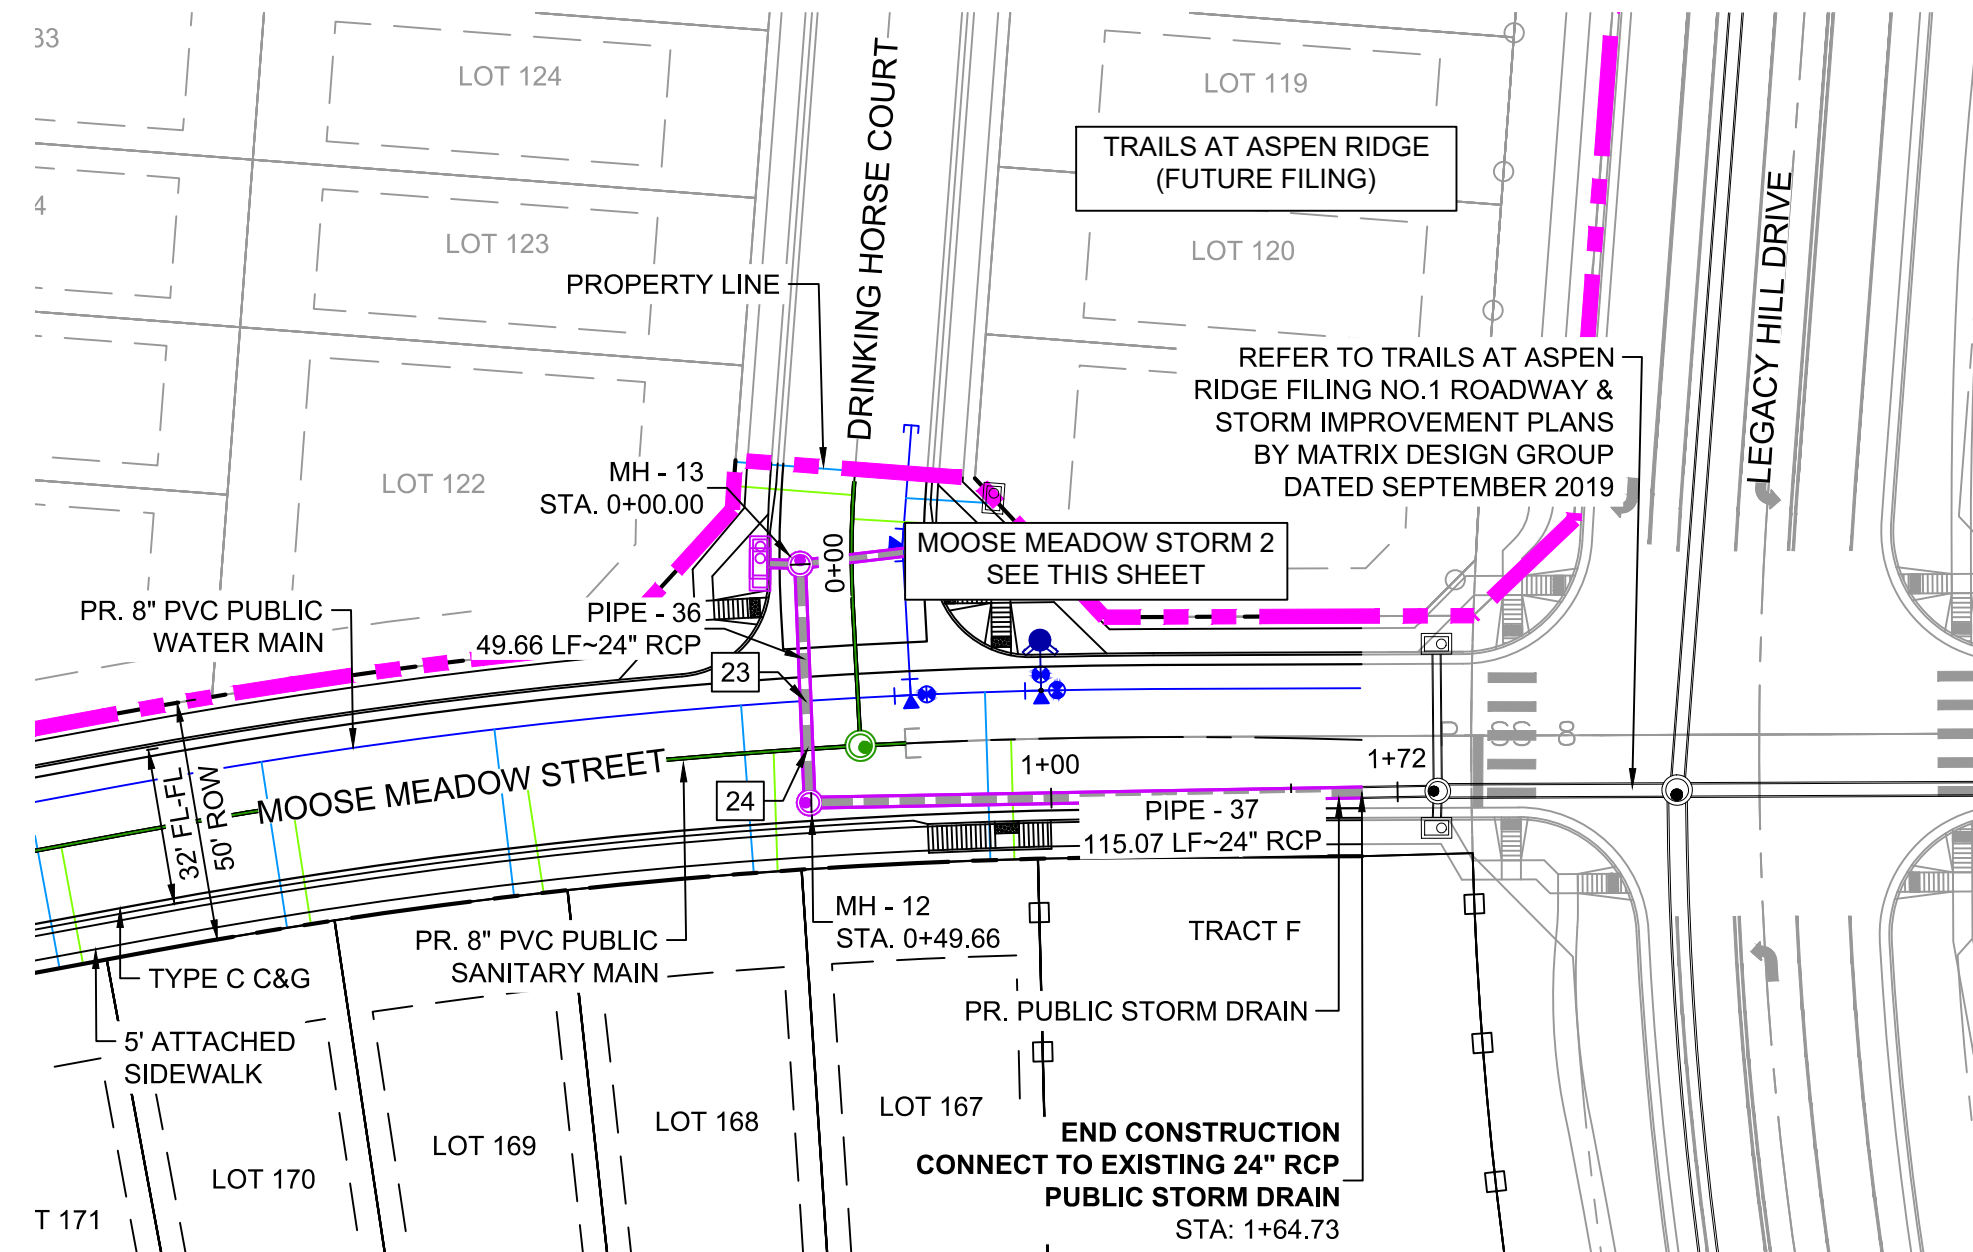 33
LOT 124
LOT 119
TRAILS AT ASPEN RIDGE
(FUTURE FILING)
DRINKING HORSE COURT
4
LOT 123
LOT 120
LEGACY HILL DRIVE
PROPERTY LINE
REFER TO TRAILS AT ASPEN
RIDGE FILING NO.1 ROADWAY &
STORM IMPROVEMENT PLANS
BY MATRIX DESIGN GROUP
DATED SEPTEMBER 2019
LOT 122
MH - 13
STA. 0+00.00
0+00
MOOSE MEADOW STORM 2
SEE THIS SHEET
PR. 8" PVC PUBLIC
WATER MAIN
PIPE - 36
49.66 LF~24" RCP
23
24
MOOSE MEADOW STREET
32' FL-FL
50' ROW
1+00
1+72
SS 8
PIPE - 37
115.07 LF~24" RCP
MH - 12
STA. 0+49.66
TRACT F
PR. 8" PVC PUBLIC
SANITARY MAIN
TYPE C C&G
PR. PUBLIC STORM DRAIN
5' ATTACHED
SIDEWALK
LOT 167
LOT 168
LOT 169
LOT 170
T 171
END CONSTRUCTION
CONNECT TO EXISTING 24" RCP
PUBLIC STORM DRAIN
STA: 1+64.73